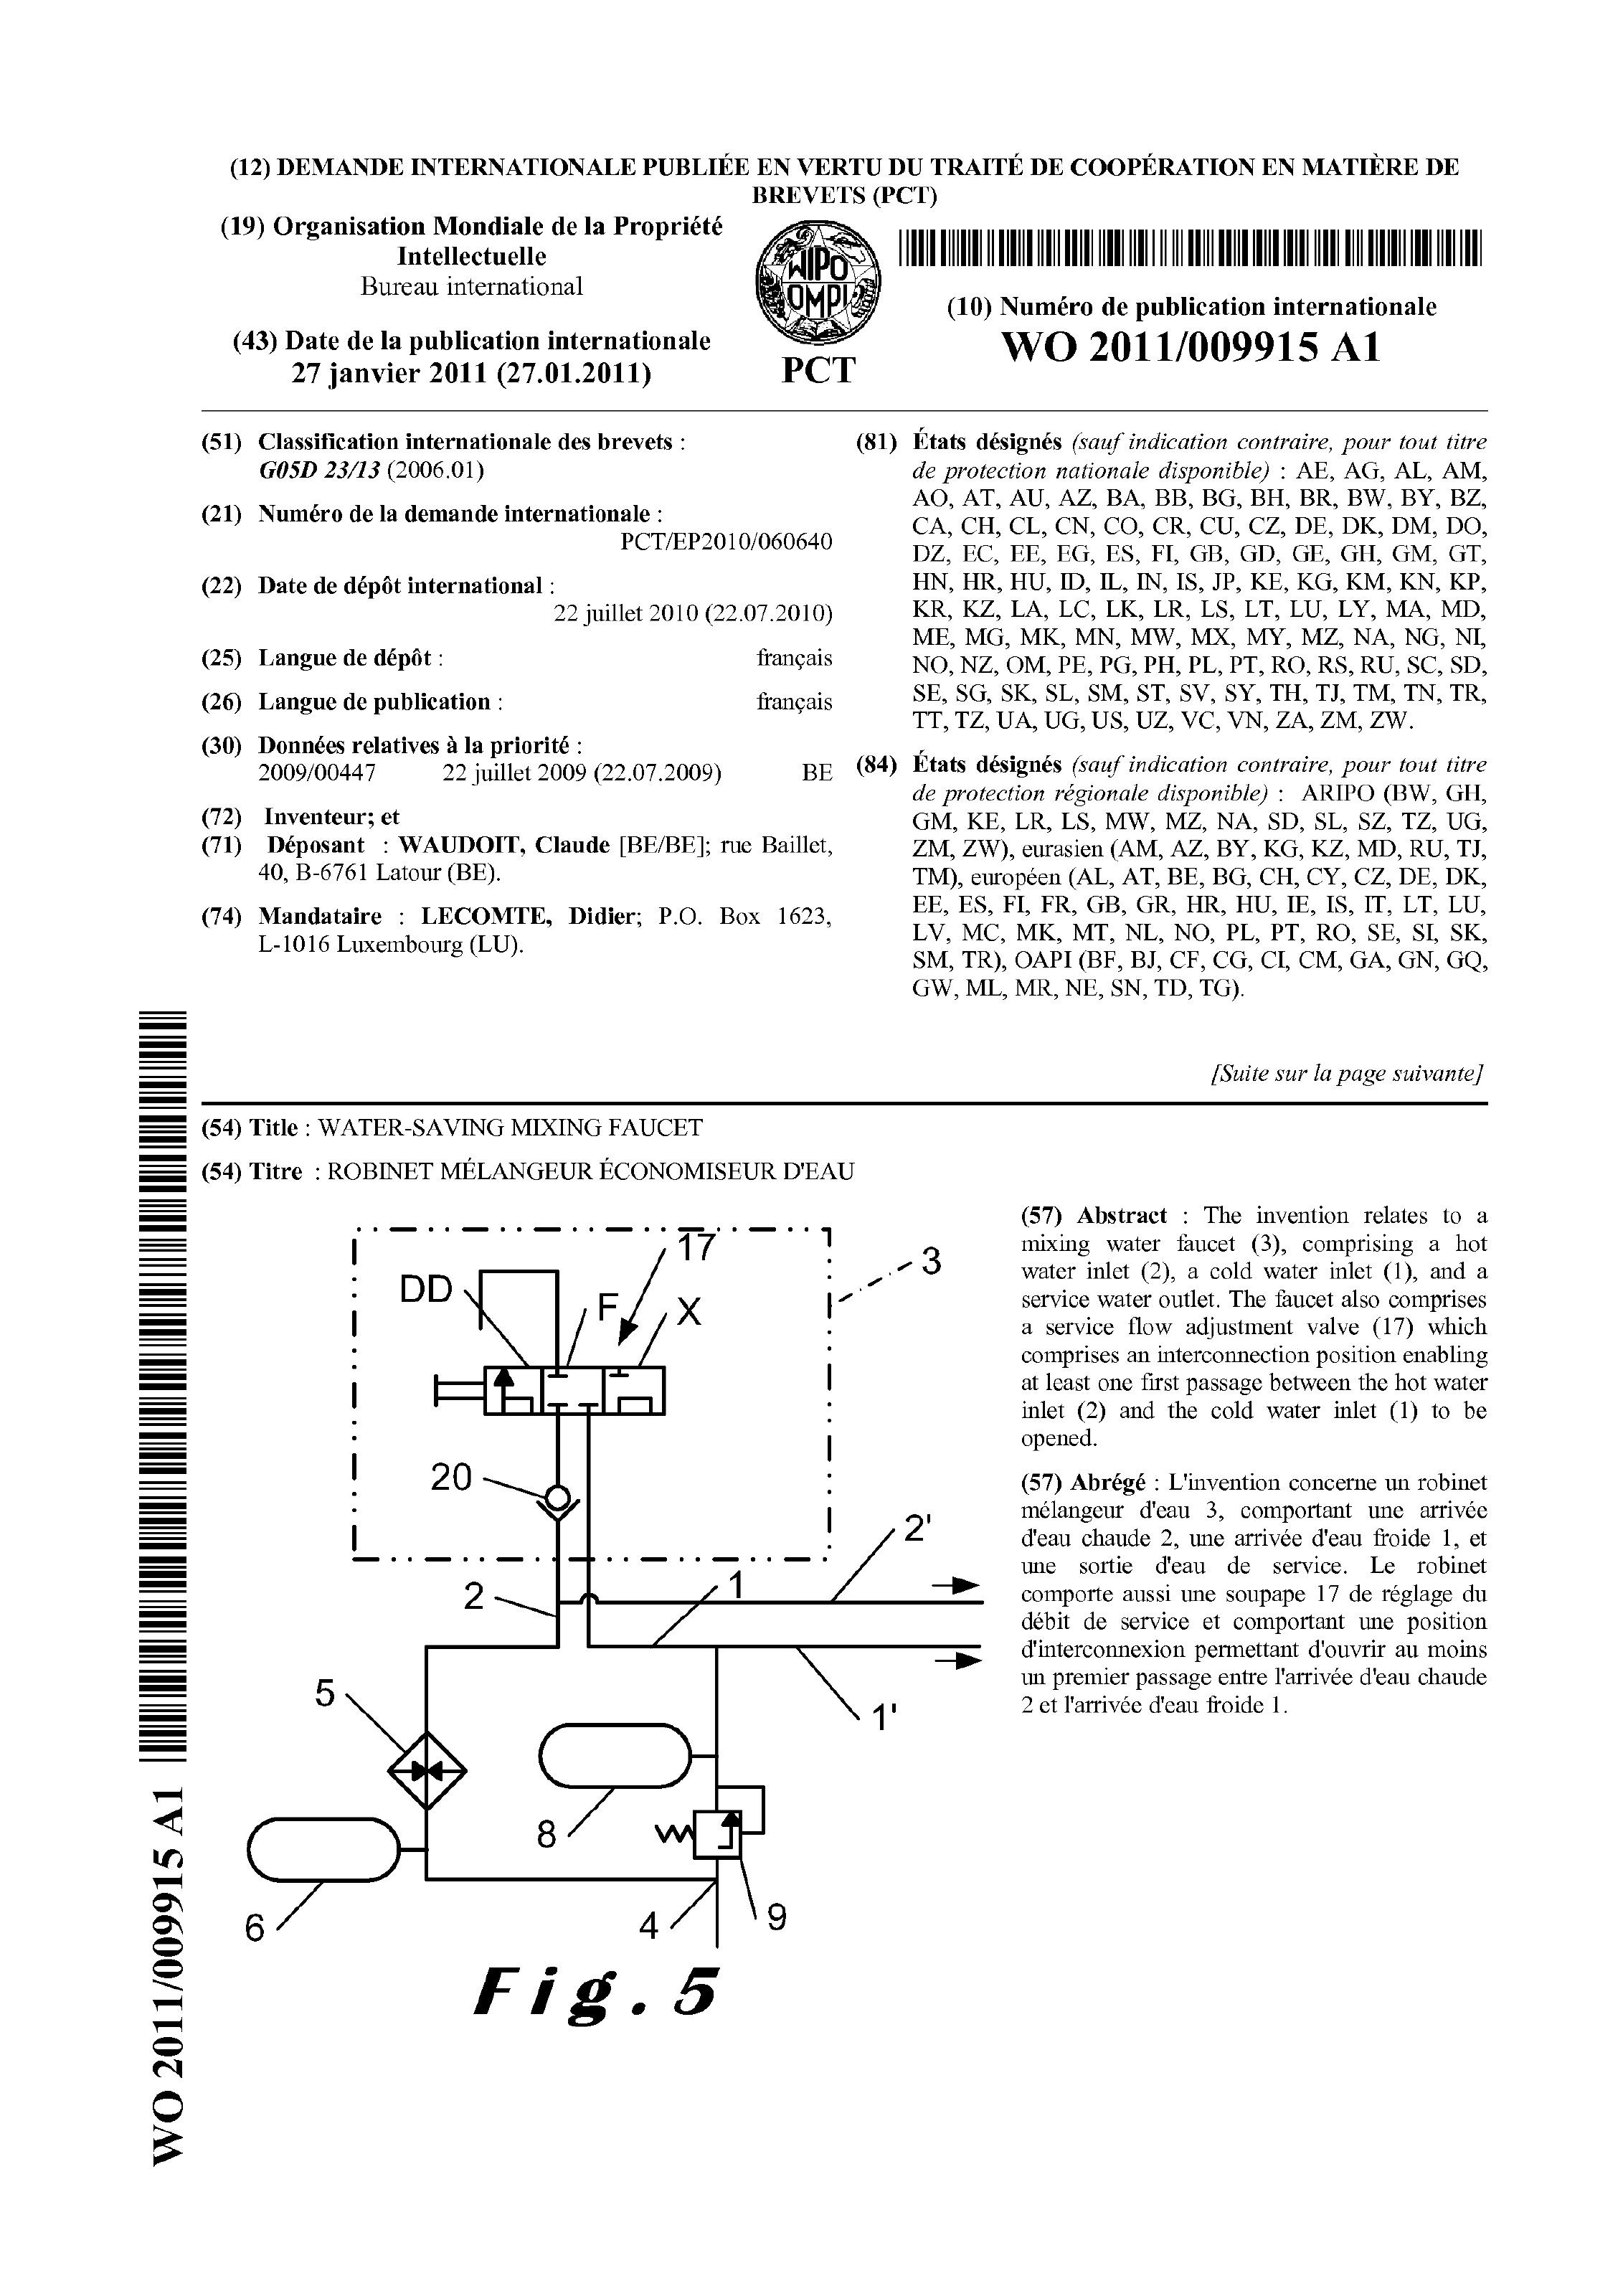 (12) DEMANDE INTERNATIONALE PUBLIÉE EN VERTU DU TRAITÉ DE COOPÉRATION EN MATIÈRE DE
BREVETS (PCT)
(19) Organisation Mondiale de la Propriété
Intellectuelle
Bureau international
(43) Date de la publication internationale
27 janvier 2011 (27.01.2011)
WIPO
OMPI
PCT
(10) Numéro de publication internationale
WO 2011/009915 A1
(51) Classification internationale des brevets :
G05D 23/13 (2006.01)
(21) Numéro de la demande internationale :
PCT/EP2010/060640
(22) Date de dépôt international :
22 juillet 2010 (22.07.2010)
(25) Langue de dépôt : français
(26) Langue de publication : français
(30) Données relatives à la priorité :
2009/00447 22 juillet 2009 (22.07.2009) BE
(72) Inventeur; et
(71) Déposant : WAUDOIT, Claude [BE/BE]; rue Baillet,
40, B-6761 Latour (BE).
(74) Mandataire : LECOMTE, Didier; P.O. Box 1623,
L-1016 Luxembourg (LU).
(81) États désignés (sauf indication contraire, pour tout titre
de protection nationale disponible) : AE, AG, AL, AM,
AO, AT, AU, AZ, BA, BB, BG, BH, BR, BW, BY, BZ,
CA, CH, CL, CN, CO, CR, CU, CZ, DE, DK, DM, DO,
DZ, EC, EE, EG, ES, FI, GB, GD, GE, GH, GM, GT,
HN, HR, HU, ID, IL, IN, IS, JP, KE, KG, KM, KN, KP,
KR, KZ, LA, LC, LK, LR, LS, LT, LU, LY, MA, MD,
ME, MG, MK, MN, MW, MX, MY, MZ, NA, NG, NI,
NO, NZ, OM, PE, PG, PH, PL, PT, RO, RS, RU, SC, SD,
SE, SG, SK, SL, SM, ST, SV, SY, TH, TJ, TM, TN, TR,
TT, TZ, UA, UG, US, UZ, VC, VN, ZA, ZM, ZW.
(84) États désignés (sauf indication contraire, pour tout titre
de protection régionale disponible) : ARIPO (BW, GH,
GM, KE, LR, LS, MW, MZ, NA, SD, SL, SZ, TZ, UG,
ZM, ZW), eurasien (AM, AZ, BY, KG, KZ, MD, RU, TJ,
TM), européen (AL, AT, BE, BG, CH, CY, CZ, DE, DK,
EE, ES, FI, FR, GB, GR, HR, HU, IE, IS, IT, LT, LU,
LV, MC, MK, MT, NL, NO, PL, PT, RO, SE, SI, SK,
SM, TR), OAPI (BF, BJ, CF, CG, CI, CM, GA, GN, GQ,
GW, ML, MR, NE, SN, TD, TG).
[Suite sur la page suivante]
(54) Title : WATER-SAVING MIXING FAUCET
(54) Titre : ROBINET MÉLANGEUR ÉCONOMISEUR D'EAU
17
3
DD
F
X
20
2'
2
1
5
1'
8
6
4
9
Fig. 5
(57) Abstract : The invention relates to a
mixing water faucet (3), comprising a hot
water inlet (2), a cold water inlet (1), and a
service water outlet. The faucet also comprises
a service flow adjustment valve (17) which
comprises an interconnection position enabling
at least one first passage between the hot water
inlet (2) and the cold water inlet (1) to be
opened.
(57) Abrégé : L'invention concerne un robinet
mélangeur d'eau 3, comportant une arrivée
d'eau chaude 2, une arrivée d'eau froide 1, et
une sortie d'eau de service. Le robinet
comporte aussi une soupape 17 de réglage du
débit de service et comportant une position
d'interconnexion permettant d'ouvrir au moins
un premier passage entre l'arrivée d'eau chaude
2 et l'arrivée d'eau froide 1.
WO 2011/009915 A1